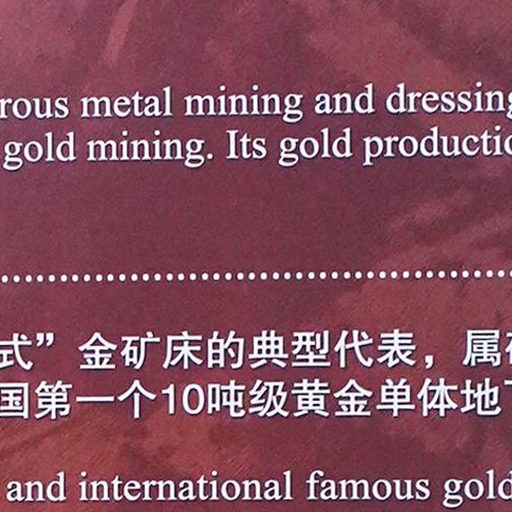 rous metal mining and dressing
gold mining. Its gold productio
式”金矿床的典型代表，属
国第一个10吨级黄金单体地
and international famous gold